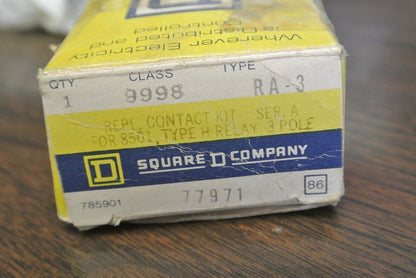 D
Wherever Electricity
is Distributed and
Controlled
QTY CLASS TYPE
1 9998 RA-3
REPL CONTACT KIT SER. A
FOR 8501, TYPE H RELAY 3 POLE
D SQUARE D COMPANY
785901 77971 86